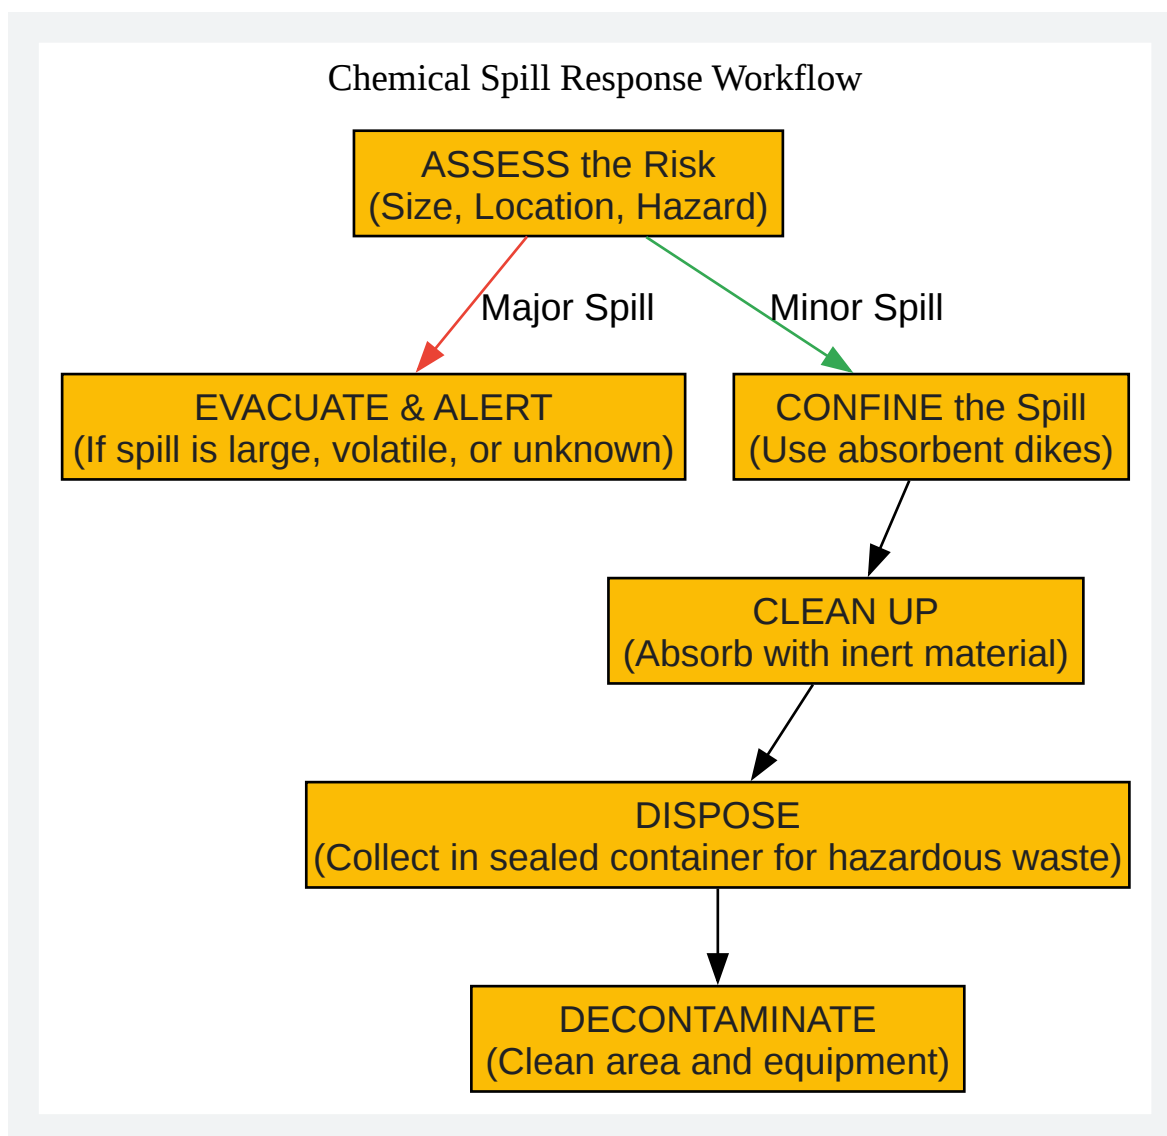 Chemical Spill Response Workflow
ASSESS the Risk
(Size, Location, Hazard)
Major Spill
Minor Spill
EVACUATE & ALERT
(If spill is large, volatile, or unknown)
CONFINE the Spill
(Use absorbent dikes)
CLEAN UP
(Absorb with inert material)
DISPOSE
(Collect in sealed container for hazardous waste)
DECONTAMINATE
(Clean area and equipment)